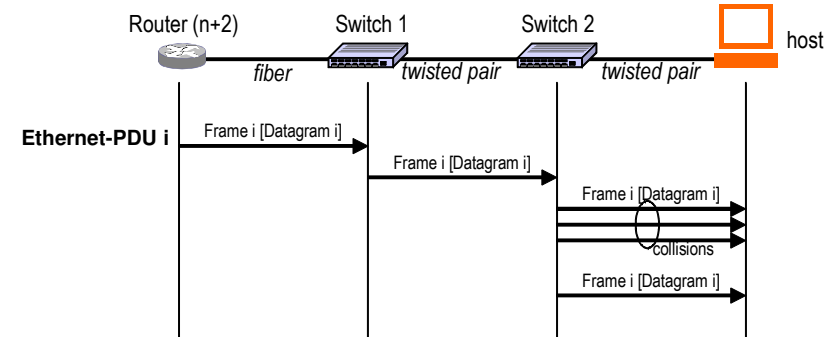 Router (n+2)
Switch 1
Switch 2
host
fiber
twisted pair
twisted pair
Ethernet-PDU i
Frame i [Datagram i]
Frame i [Datagram i]
Frame i [Datagram i]
collisions
Frame i [Datagram i]